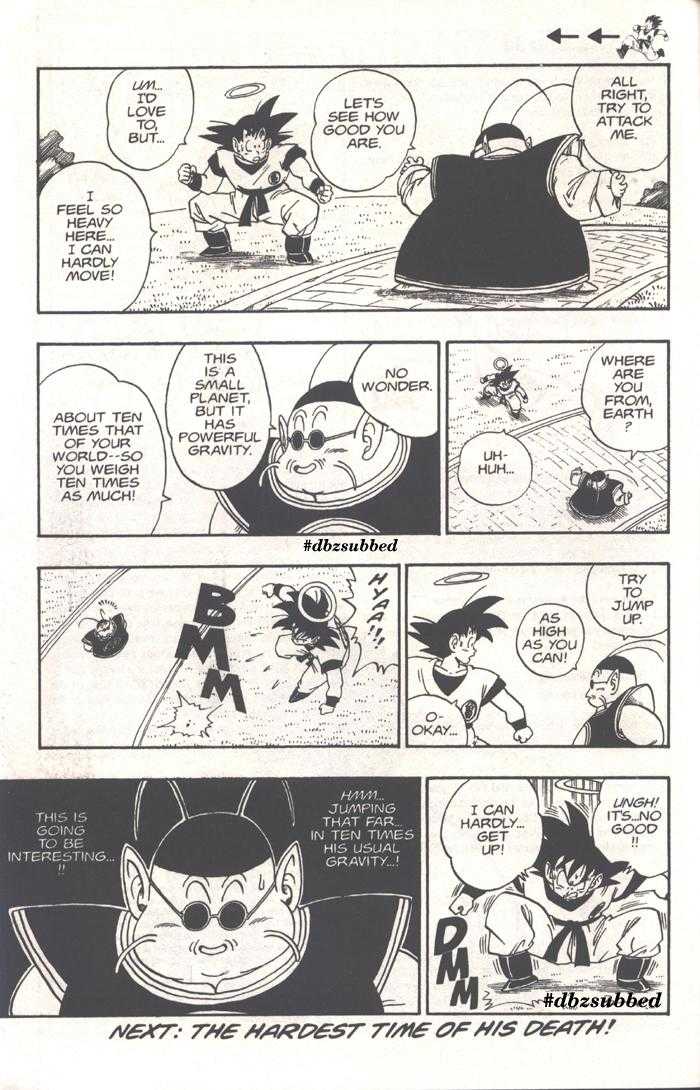 ALL
RIGHT,
TRY TO
ATTACK
ME.
LET'S
SEE HOW
GOOD YOU
ARE.
UM...
I'D
LOVE
TO,
BUT...
I
FEEL SO
HEAVY
HERE...
I CAN
HARDLY
MOVE!
WHERE
ARE
YOU
FROM,
EARTH
?
UH-
HUH...
NO
WONDER.
THIS
IS A
SMALL
PLANET,
BUT IT
HAS
POWERFUL
GRAVITY.
ABOUT TEN
TIMES THAT
OF YOUR
WORLD--SO
YOU WEIGH
TEN TIMES
AS MUCH!
#dbzsubbed
TRY
TO
JUMP
UP.
AS
HIGH
AS YOU
CAN!
O-
OKAY...
HYAA!!!
BMMM
UNGH!
IT'S...NO
GOOD
!!
I CAN
HARDLY...
GET
UP!
DMM
#dbzsubbed
HMM...
JUMPING
THAT FAR...
IN TEN TIMES
HIS USUAL
GRAVITY...!
THIS IS
GOING
TO BE
INTERESTING...
!!
NEXT: THE HARDEST TIME OF HIS DEATH!